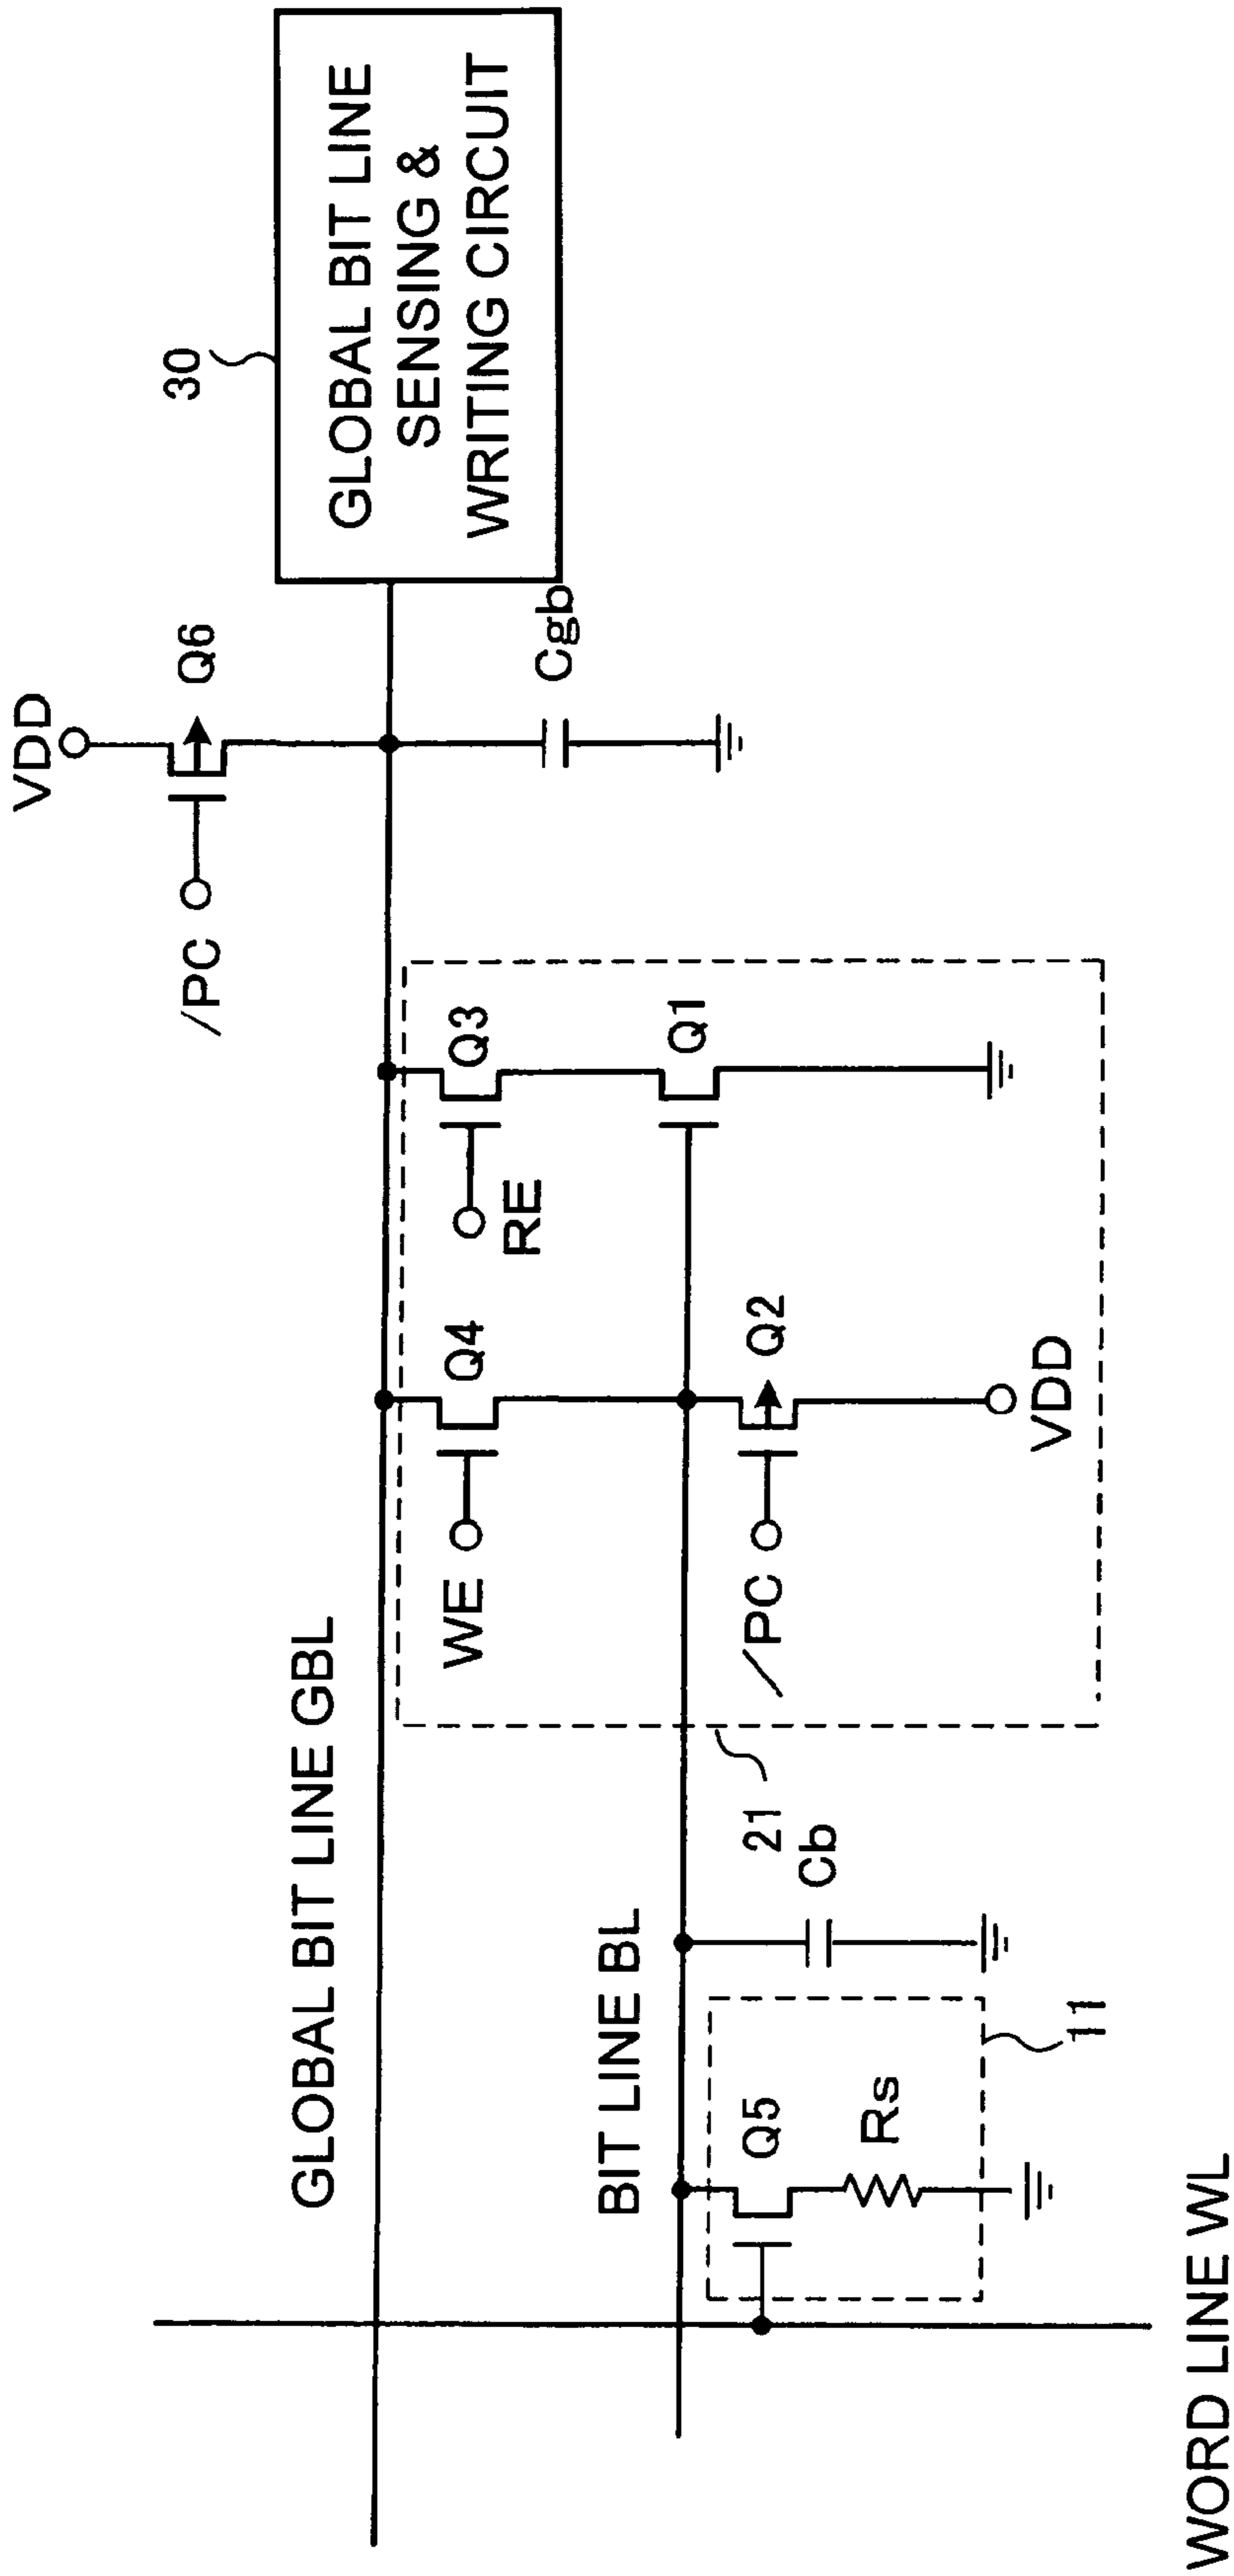 VDD
Q6
/PC
30
GLOBAL BIT LINE
SENSING &
WRITING CIRCUIT
Cgb
GLOBAL BIT LINE GBL
WE
Q4
RE
Q3
Q1
BIT LINE BL
/PC
Q2
VDD
21
Cb
Q5
Rs
11
WORD LINE WL